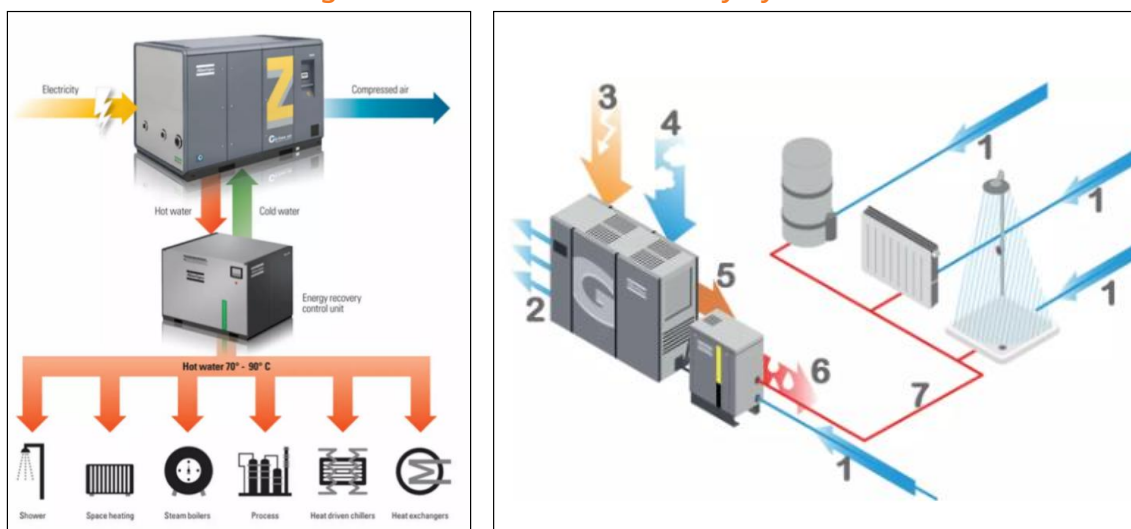 Electricity
Compressed air
Z
Hot water
Cold water
Energy recovery
control unit
Hot water 70° - 90° C
Shower
Space heating
Steam boilers
Process
Heat driven chillers
Heat exchangers
3
4
1
1
1
2
G
5
6
7
1